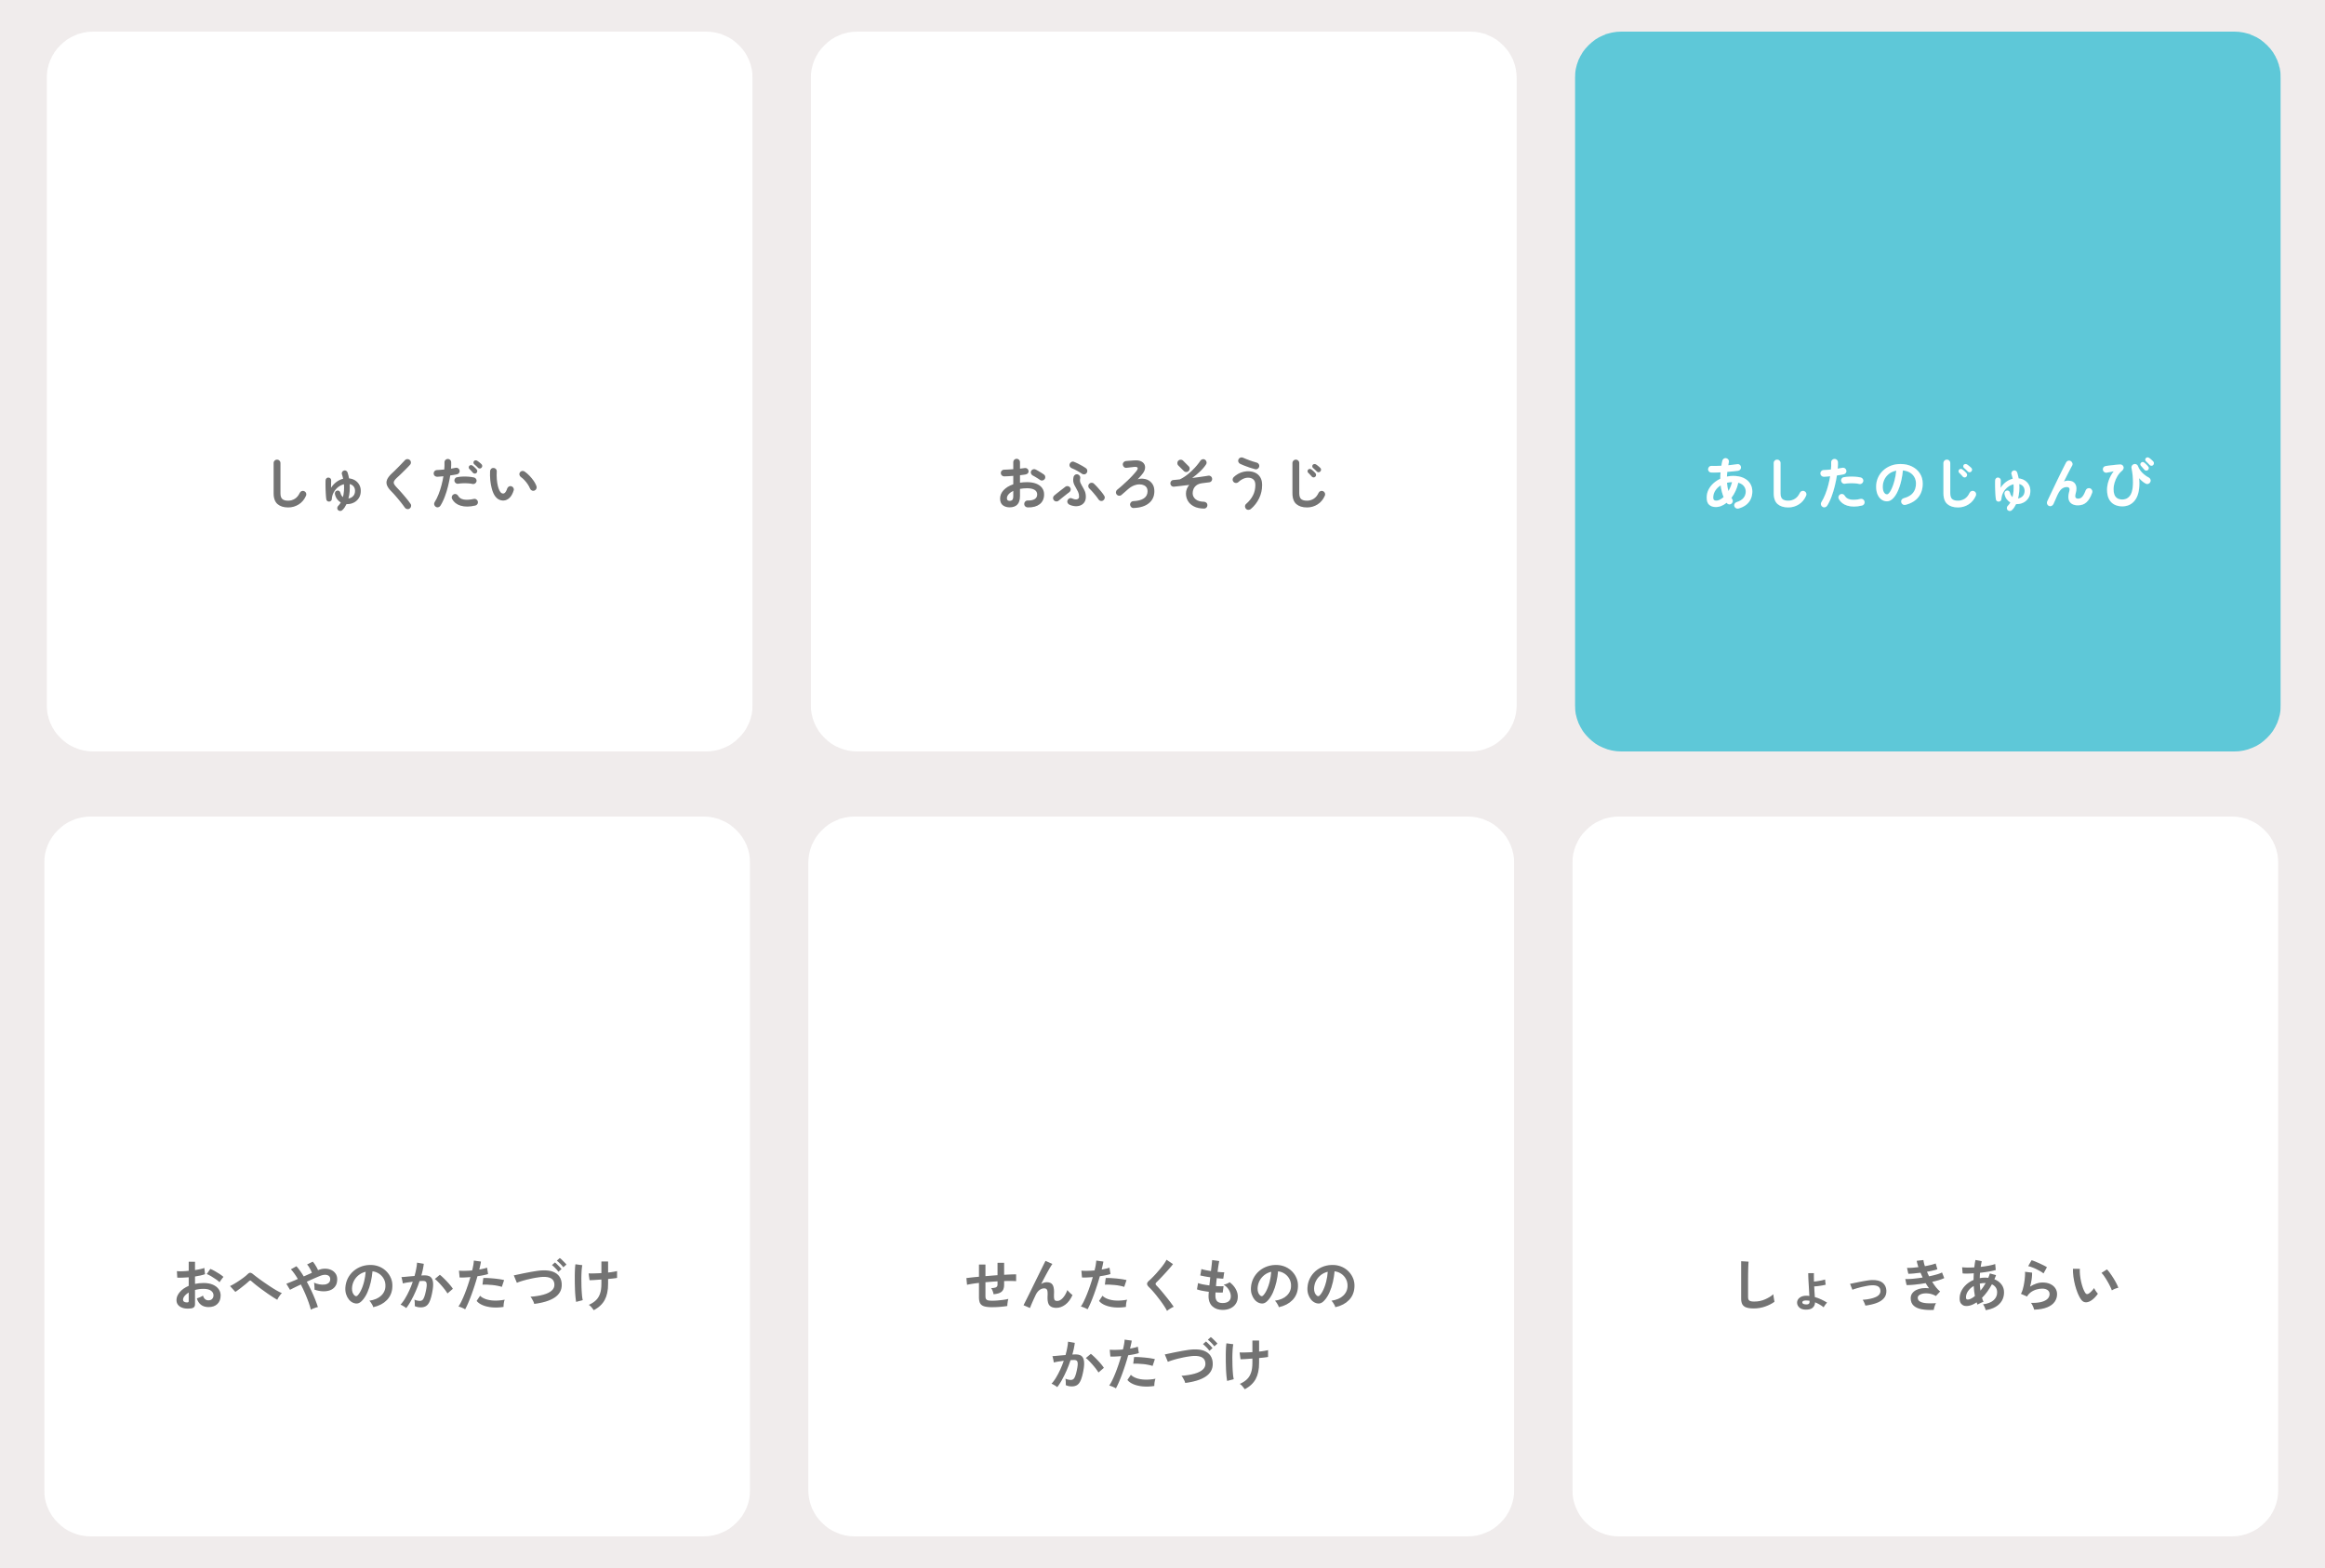 しゅくだい
おふろそうじ
あしたのじゅんび
おへやのかたづけ
せんたくものの
かたづけ
しょっきあらい